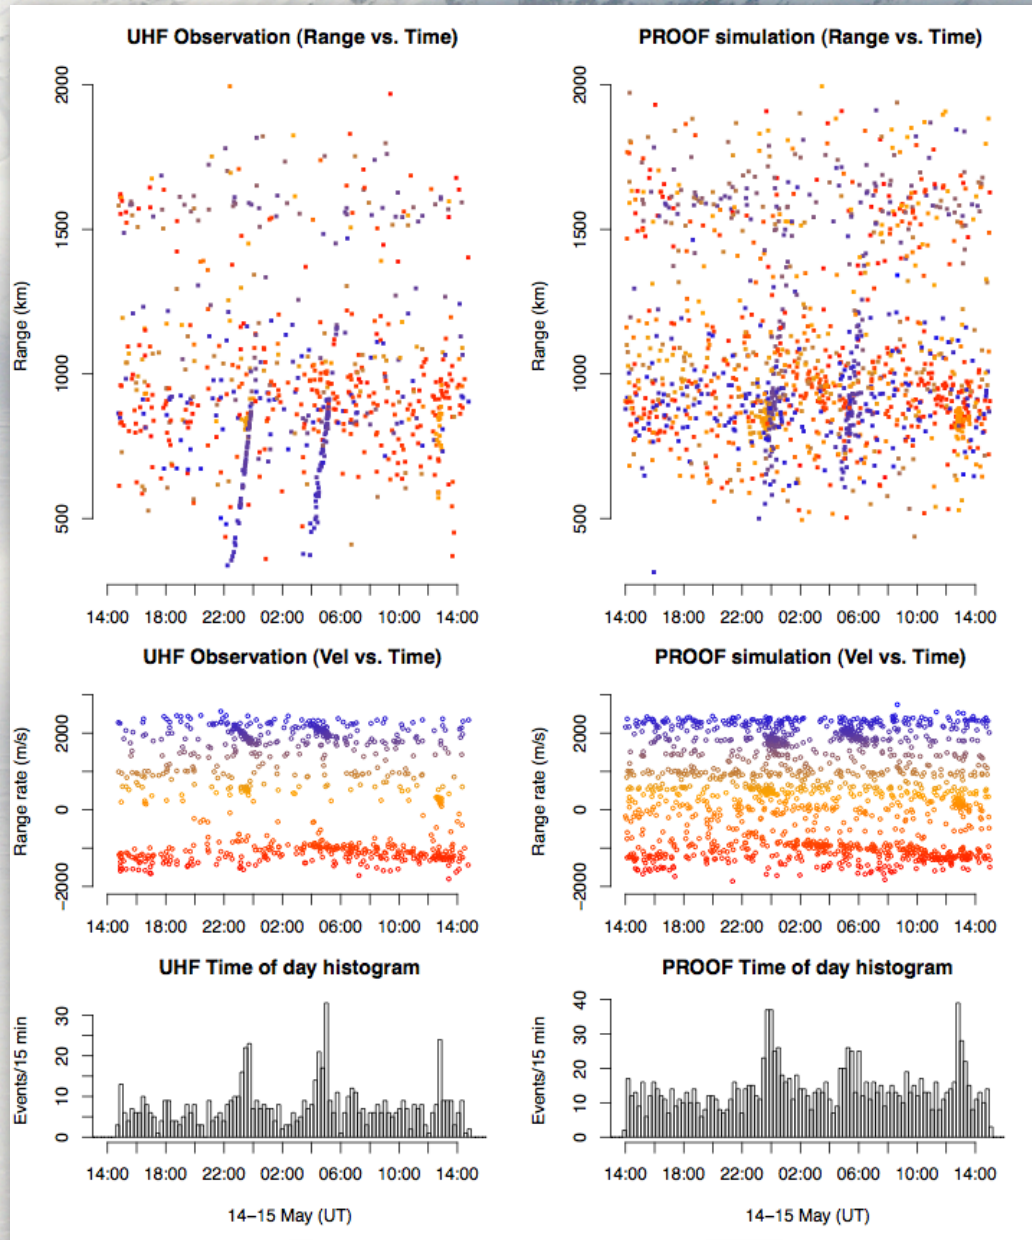 UHF Observation (Range vs. Time)
PROOF simulation (Range vs. Time)
Range (km)
2000
1500
1000
500
14:00 18:00 22:00 02:00 06:00 10:00 14:00
Range (km)
2000
1500
1000
500
14:00 18:00 22:00 02:00 06:00 10:00 14:00
UHF Observation (Vel vs. Time)
PROOF simulation (Vel vs. Time)
Range rate (m/s)
2000
0
−2000
14:00 18:00 22:00 02:00 06:00 10:00 14:00
Range rate (m/s)
2000
0
−2000
14:00 18:00 22:00 02:00 06:00 10:00 14:00
UHF Time of day histogram
PROOF Time of day histogram
Events/15 min
30
20
10
0
14:00 18:00 22:00 02:00 06:00 10:00 14:00
14−15 May (UT)
Events/15 min
40
30
20
10
0
14:00 18:00 22:00 02:00 06:00 10:00 14:00
14−15 May (UT)